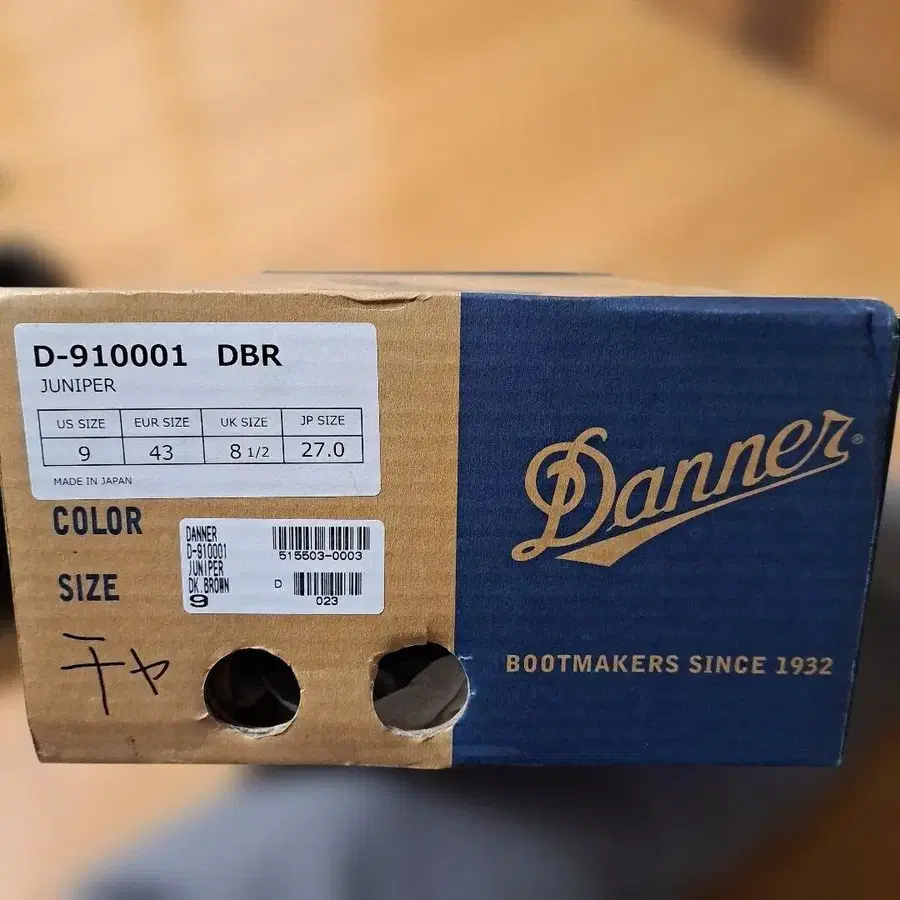 D-910001 DBR
JUNIPER
US SIZE EUR SIZE UK SIZE JP SIZE
9 43 8 1/2 27.0
MADE IN JAPAN
COLOR
SIZE
DANNER
D-910001
JUNIPER
DK.BROWN
9
515503-0003
D
023
チャ
Danner®
BOOTMAKERS SINCE 1932